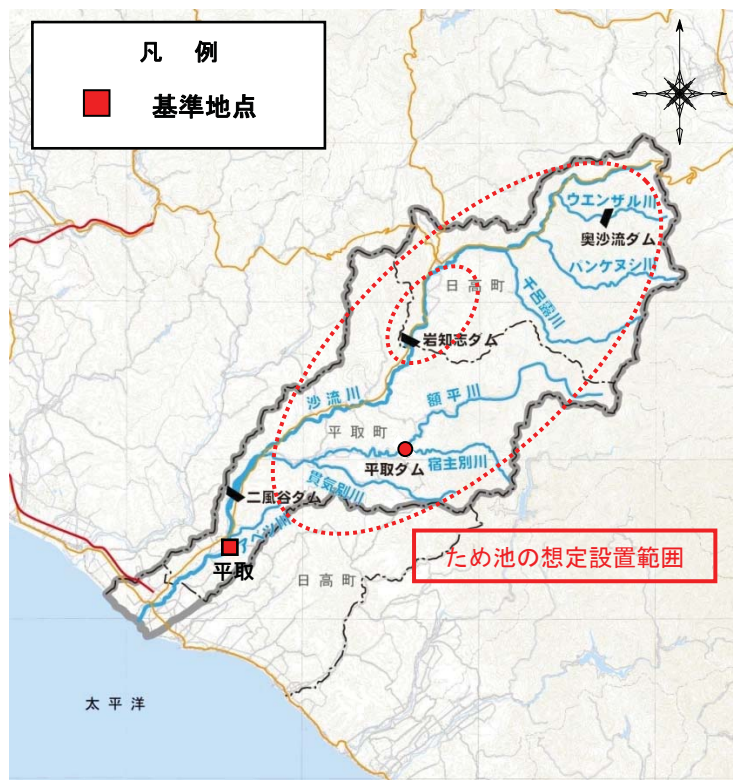 凡 例
基準地点
ウエンザル川
奥沙流ダム
パンケヌシ川
日高町
千呂露川
岩知志ダム
額平川
沙流川
平取町
平取ダム
宿主別川
貫気別川
二風谷ダム
アベツ川
平取
ため池の想定設置範囲
日高町
太平洋